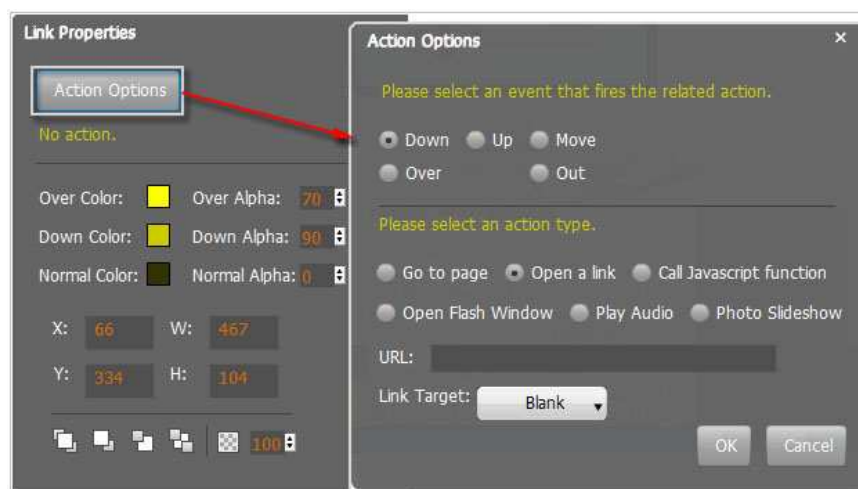 Link Properties
Action Options
No action.
Over Color: Over Alpha: 70
Down Color: Down Alpha: 90
Normal Color: Normal Alpha: 0
X: 66 W: 467
Y: 334 H: 104
100
Action Options
Please select an event that fires the related action.
Down Up Move
Over Out
Please select an action type.
Go to page Open a link Call Javascript function
Open Flash Window Play Audio Photo Slideshow
URL:
Link Target: Blank
OK Cancel